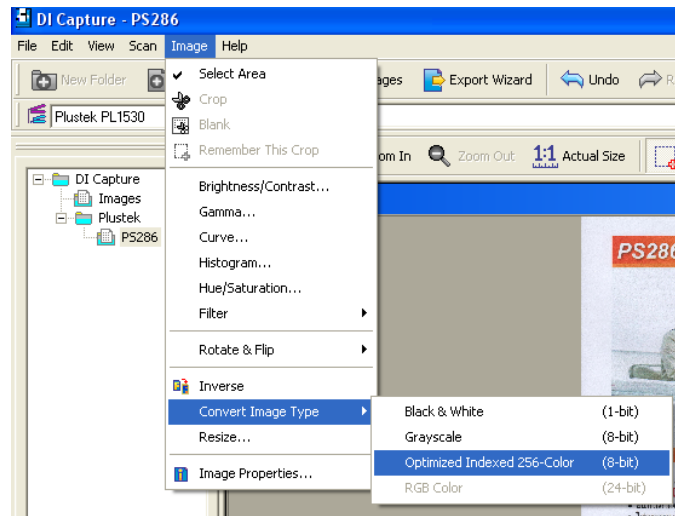 DI Capture - PS286
File Edit View Scan Image Help
New Folder
ages Export Wizard Undo
Plustek PL1530
om In Zoom Out 1:1 Actual Size
DI Capture
Images
Plustek
PS286
Select Area
Crop
Blank
Remember This Crop
Brightness/Contrast...
Gamma...
Curve...
Histogram...
Hue/Saturation...
Filter
Rotate & Flip
Inverse
Convert Image Type
Resize...
Image Properties...
Black & White (1-bit)
Grayscale (8-bit)
Optimized Indexed 256-Color (8-bit)
RGB Color (24-bit)
PS286